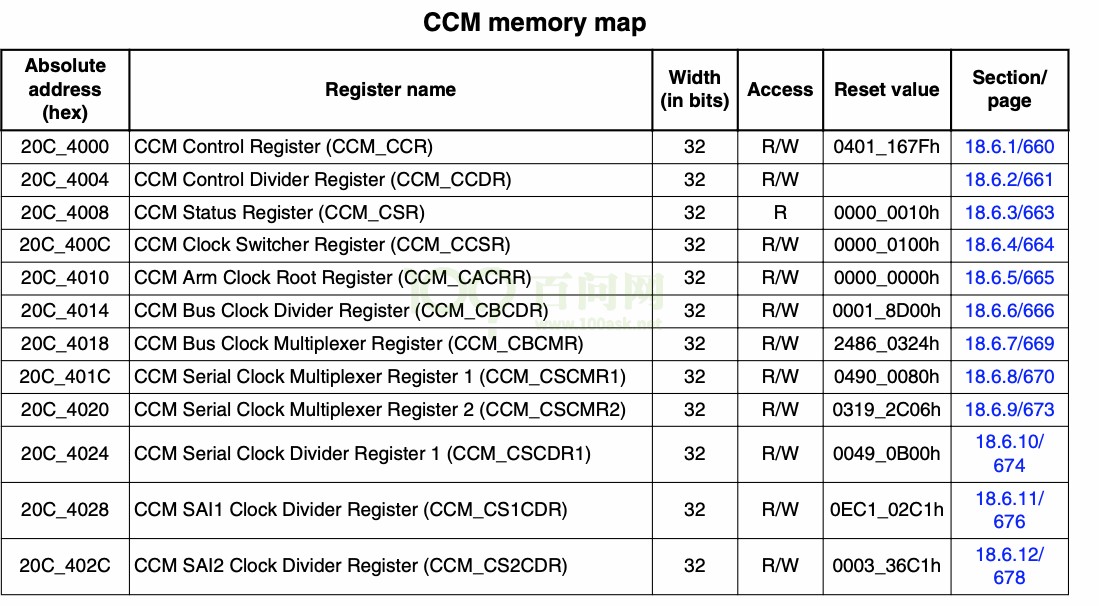 CCM memory map
Absolute address (hex) Register name Width (in bits) Access Reset value Section/ page
20C_4000 CCM Control Register (CCM_CCR) 32 R/W 0401_167Fh 18.6.1/660
20C_4004 CCM Control Divider Register (CCM_CCDR) 32 R/W 18.6.2/661
20C_4008 CCM Status Register (CCM_CSR) 32 R 0000_0010h 18.6.3/663
20C_400C CCM Clock Switcher Register (CCM_CCSR) 32 R/W 0000_0100h 18.6.4/664
20C_4010 CCM Arm Clock Root Register (CCM_CACRR) 32 R/W 0000_0000h 18.6.5/665
20C_4014 CCM Bus Clock Divider Register (CCM_CBCDR) 32 R/W 0001_8D00h 18.6.6/666
20C_4018 CCM Bus Clock Multiplexer Register (CCM_CBCMR) 32 R/W 2486_0324h 18.6.7/669
20C_401C CCM Serial Clock Multiplexer Register 1 (CCM_CSCMR1) 32 R/W 0490_0080h 18.6.8/670
20C_4020 CCM Serial Clock Multiplexer Register 2 (CCM_CSCMR2) 32 R/W 0319_2C06h 18.6.9/673
20C_4024 CCM Serial Clock Divider Register 1 (CCM_CSCDR1) 32 R/W 0049_0B00h 18.6.10/ 674
20C_4028 CCM SAI1 Clock Divider Register (CCM_CS1CDR) 32 R/W 0EC1_02C1h 18.6.11/ 676
20C_402C CCM SAI2 Clock Divider Register (CCM_CS2CDR) 32 R/W 0003_36C1h 18.6.12/ 678
百问网
www.100ask.net